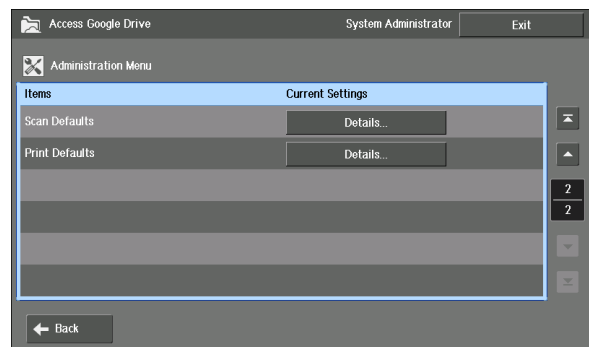 Access Google Drive System Administrator Exit
Administration Menu
Items Current Settings
Scan Defaults Details...
Print Defaults Details...
2
2
Back